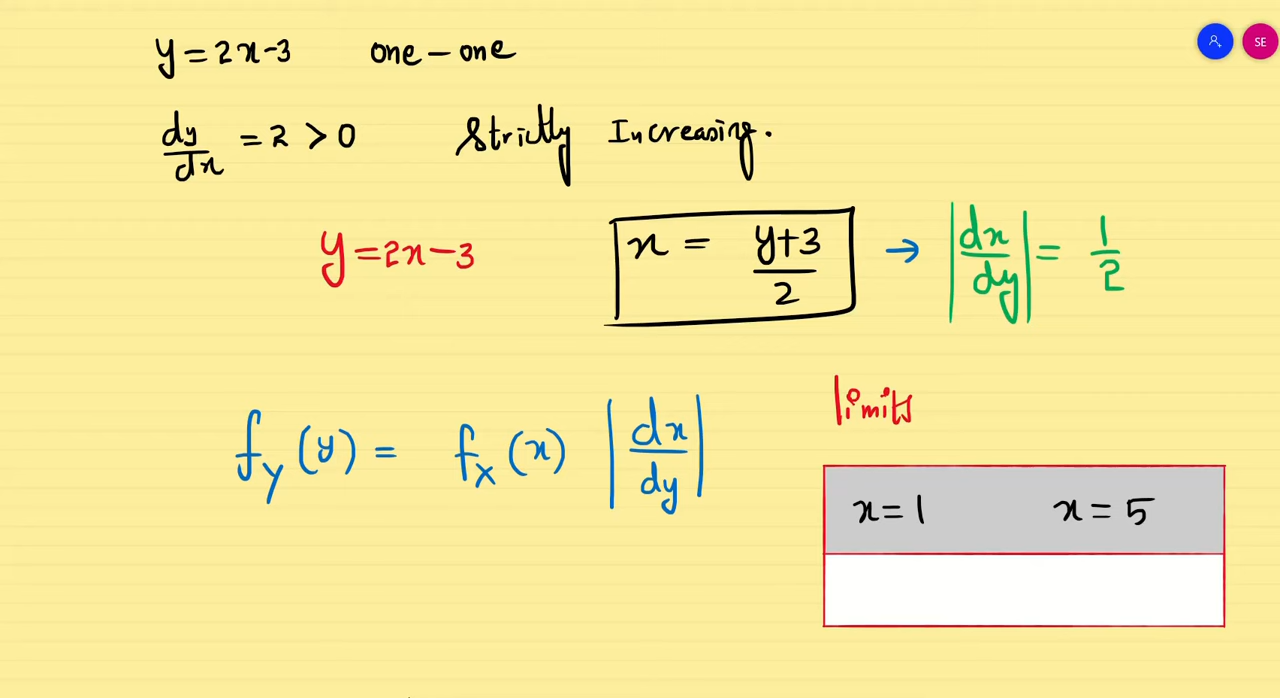 SE
y = 2x-3 one-one
dy/dx = 2 > 0 Strictly Increasing.
y = 2x-3 x = y+3/2 → |dx/dy| = 1/2
limits
f_Y (y) = f_X (x) |dx/dy|
x = 1 x = 5